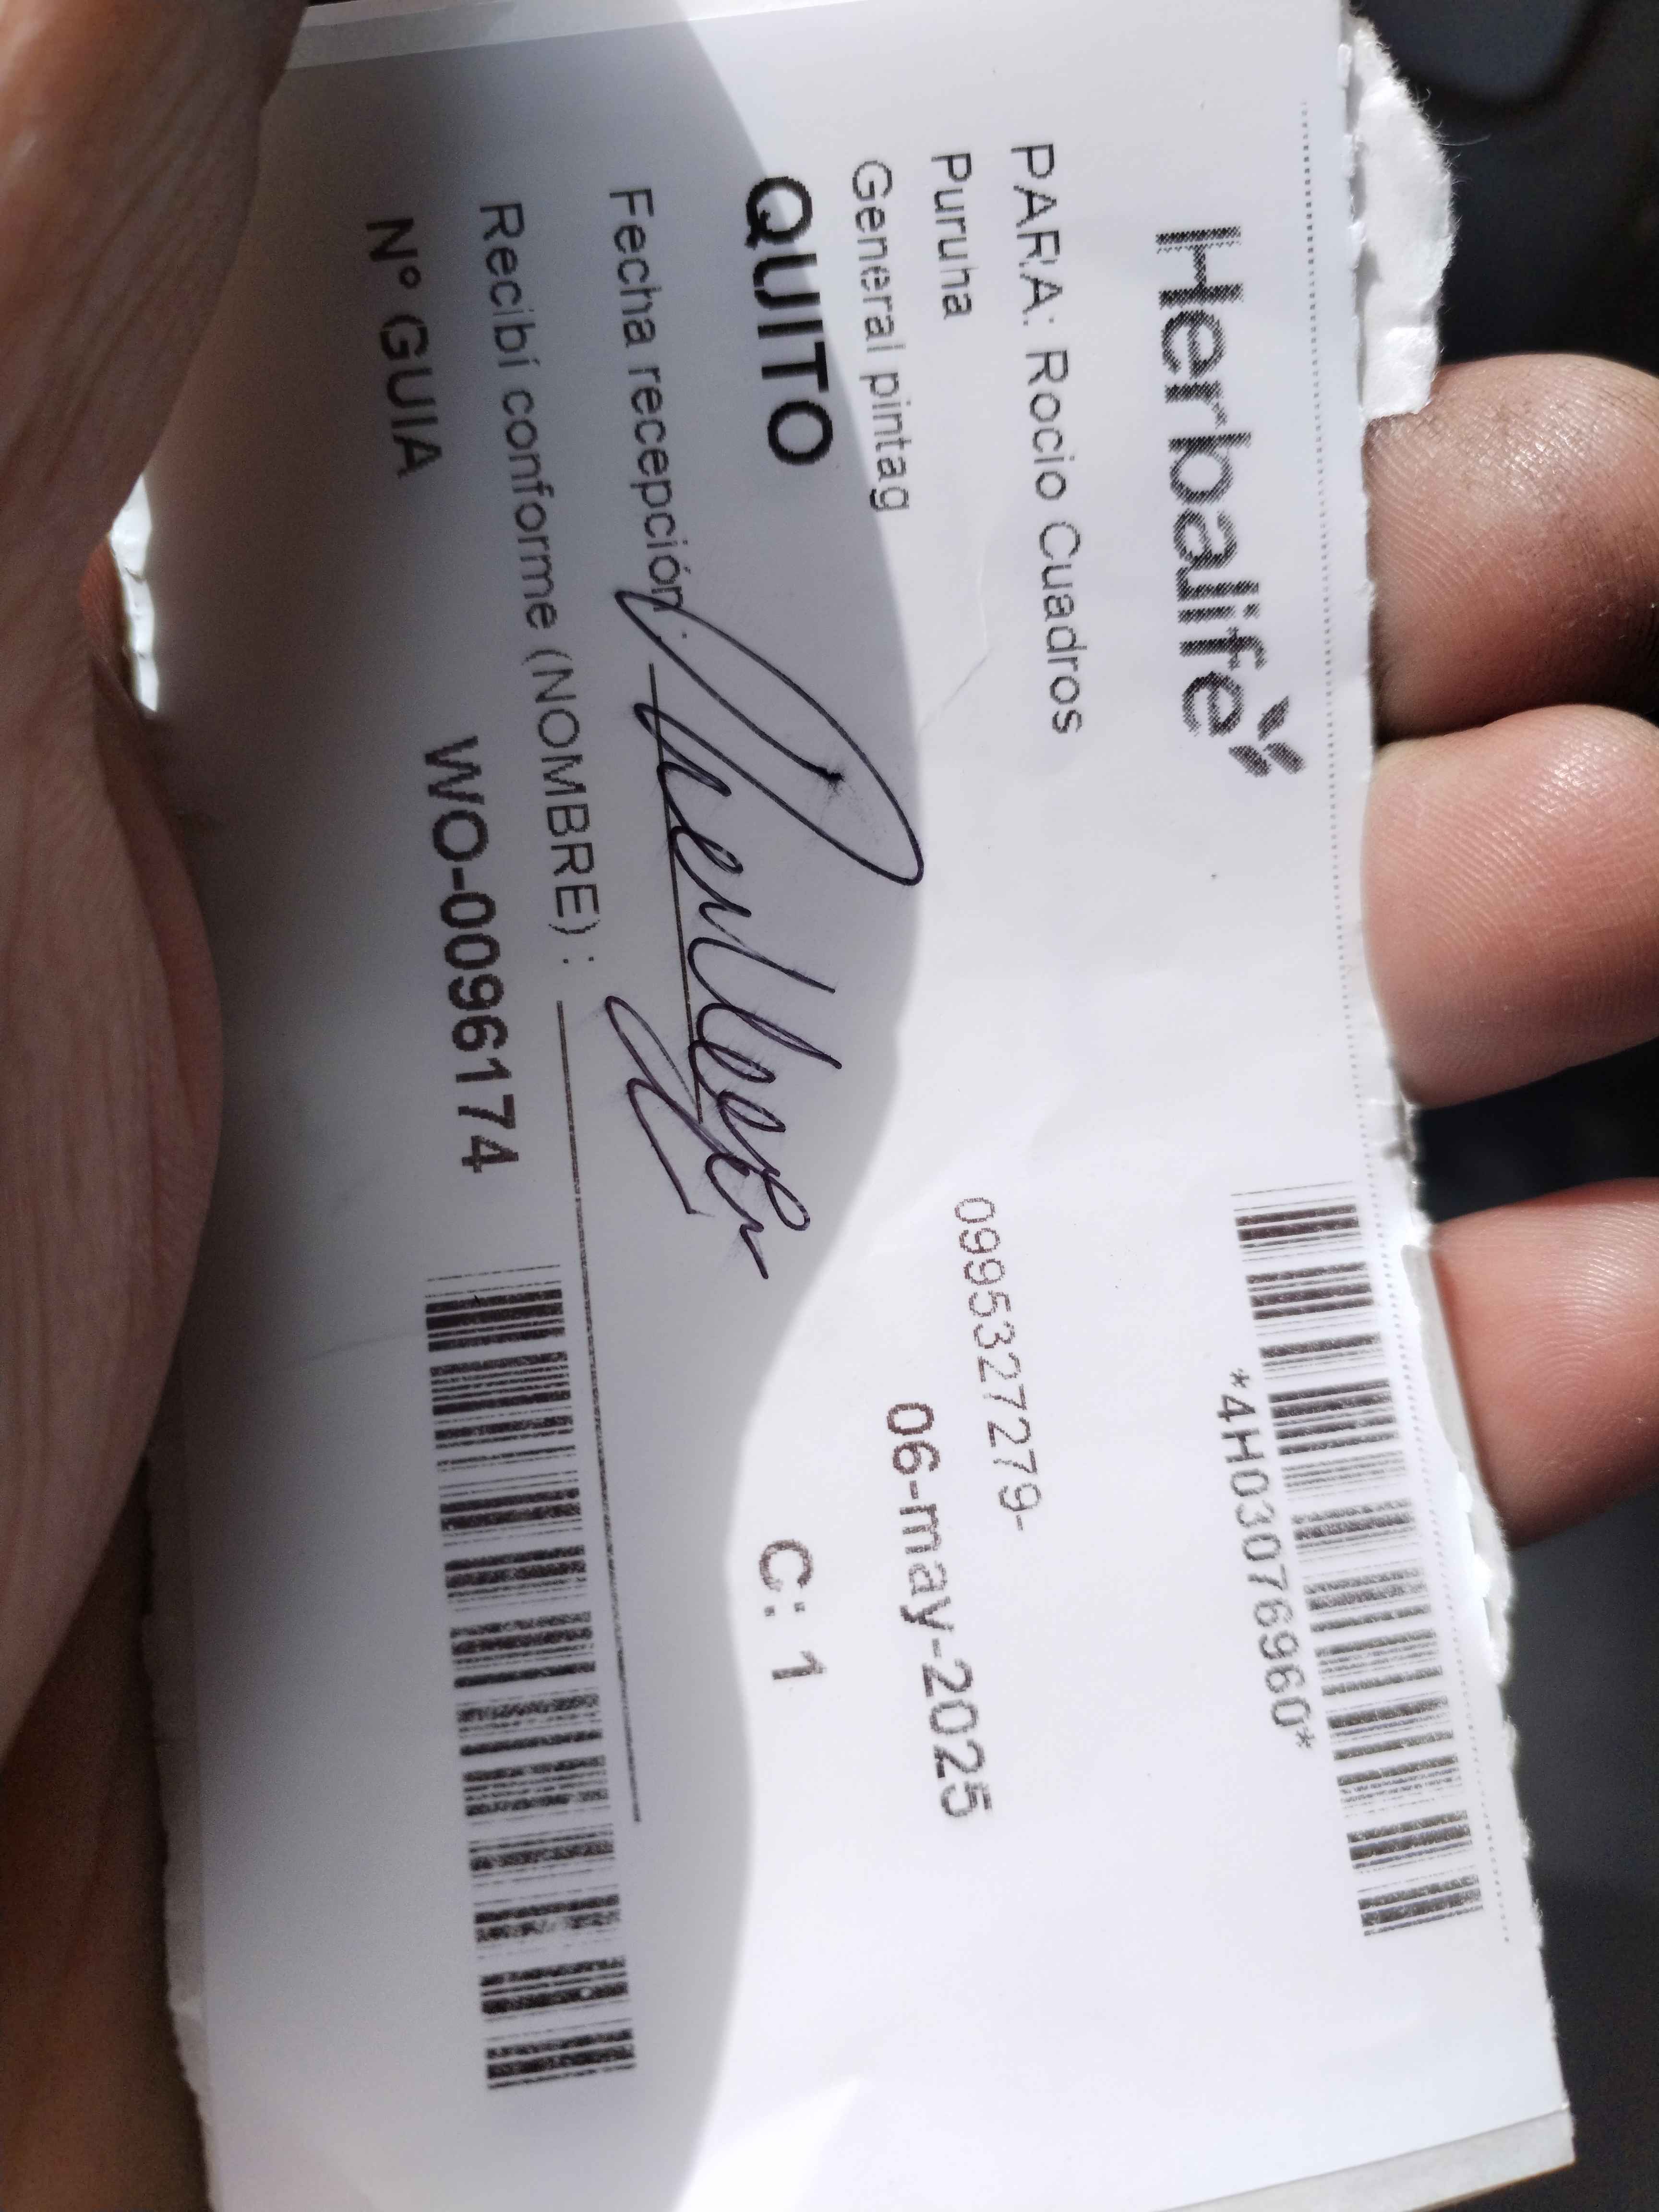 Herbalife
*4H03076960*
PARA: Rocio Cuadros
Puruha 0995327279-
General pintag 06-may-2025
QUITO C: 1
Fecha recepción:
Recibí conforme (NOMBRE) :
N° GUIA WO-0096174